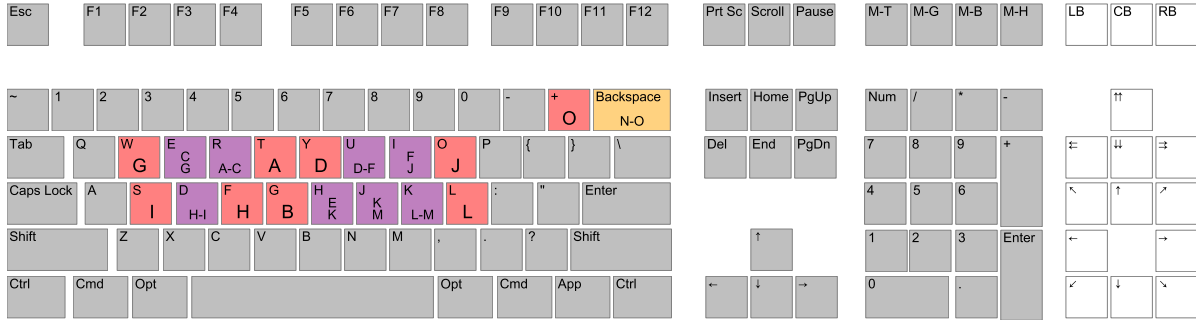 Esc F1 F2 F3 F4 F5 F6 F7 F8 F9 F10 F11 F12 Prt Sc Scroll Pause M-T M-G M-B M-H LB CB RB
~ 1 2 3 4 5 6 7 8 9 0 - + Backspace Insert Home PgUp Num / * - ⇈
O N-O
Tab Q W E R T Y U I O P { } \ Del End PgDn 7 8 9 + ⇇ ⇊ ⇉
G C G A-C A D D-F F J J
Caps Lock A S D F G H J K L : " Enter 4 5 6 ↖ ↑ ↗
I H-I H B E K K M L-M L
Shift Z X C V B N M , . ? Shift ↑ 1 2 3 Enter ← →
Ctrl Cmd Opt Opt Cmd App Ctrl ← ↓ → 0 . ↙ ↓ ↘